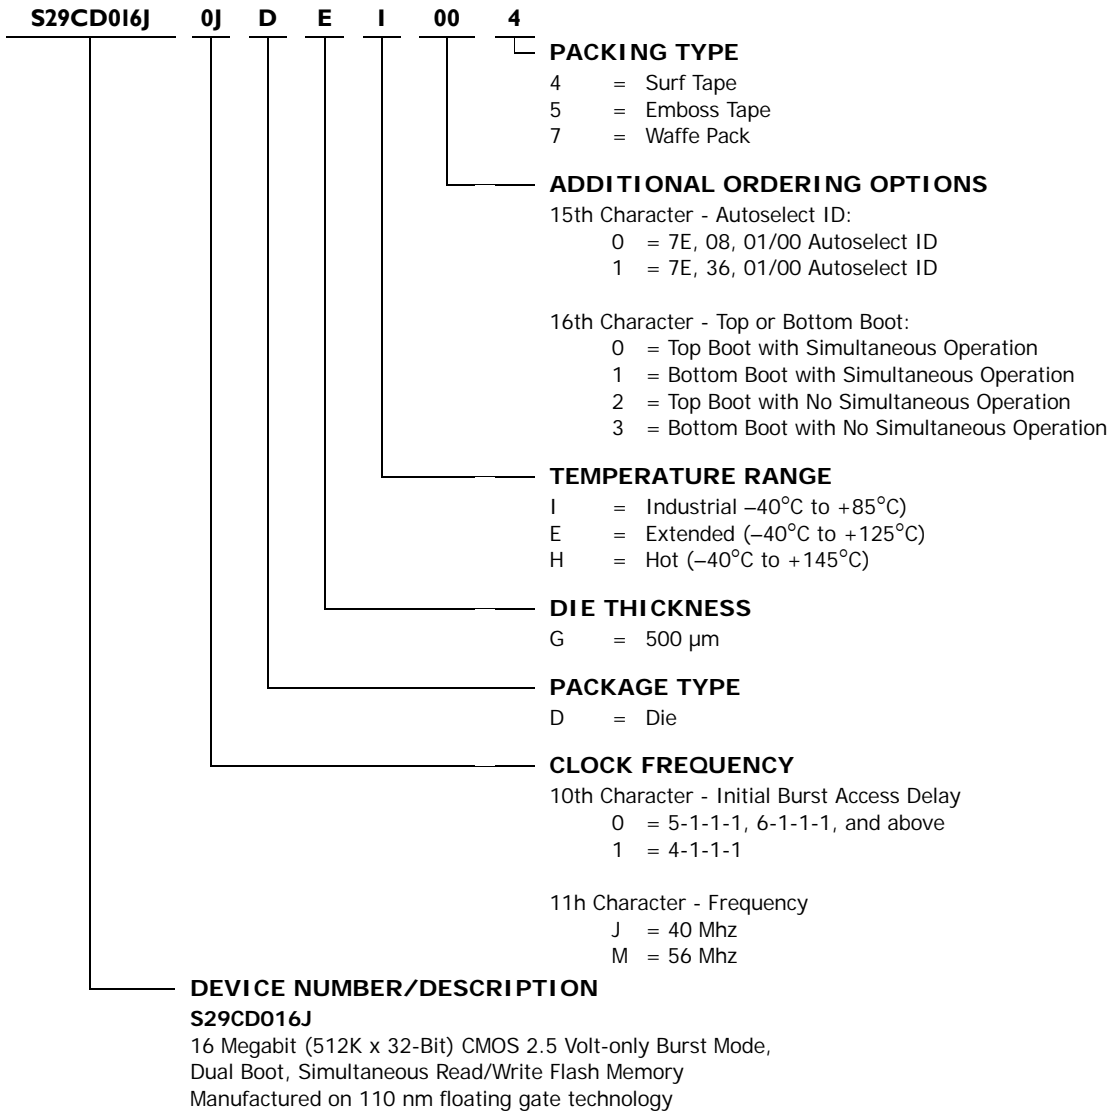 S29CD016J 0J D E I 00 4
PACKING TYPE
4 = Surf Tape
5 = Emboss Tape
7 = Waffe Pack
ADDITIONAL ORDERING OPTIONS
15th Character - Autoselect ID:
0 = 7E, 08, 01/00 Autoselect ID
1 = 7E, 36, 01/00 Autoselect ID
16th Character - Top or Bottom Boot:
0 = Top Boot with Simultaneous Operation
1 = Bottom Boot with Simultaneous Operation
2 = Top Boot with No Simultaneous Operation
3 = Bottom Boot with No Simultaneous Operation
TEMPERATURE RANGE
I = Industrial –40°C to +85°C)
E = Extended (–40°C to +125°C)
H = Hot (–40°C to +145°C)
DIE THICKNESS
G = 500 µm
PACKAGE TYPE
D = Die
CLOCK FREQUENCY
10th Character - Initial Burst Access Delay
0 = 5-1-1-1, 6-1-1-1, and above
1 = 4-1-1-1
11h Character - Frequency
J = 40 Mhz
M = 56 Mhz
DEVICE NUMBER/DESCRIPTION
S29CD016J
16 Megabit (512K x 32-Bit) CMOS 2.5 Volt-only Burst Mode,
Dual Boot, Simultaneous Read/Write Flash Memory
Manufactured on 110 nm floating gate technology